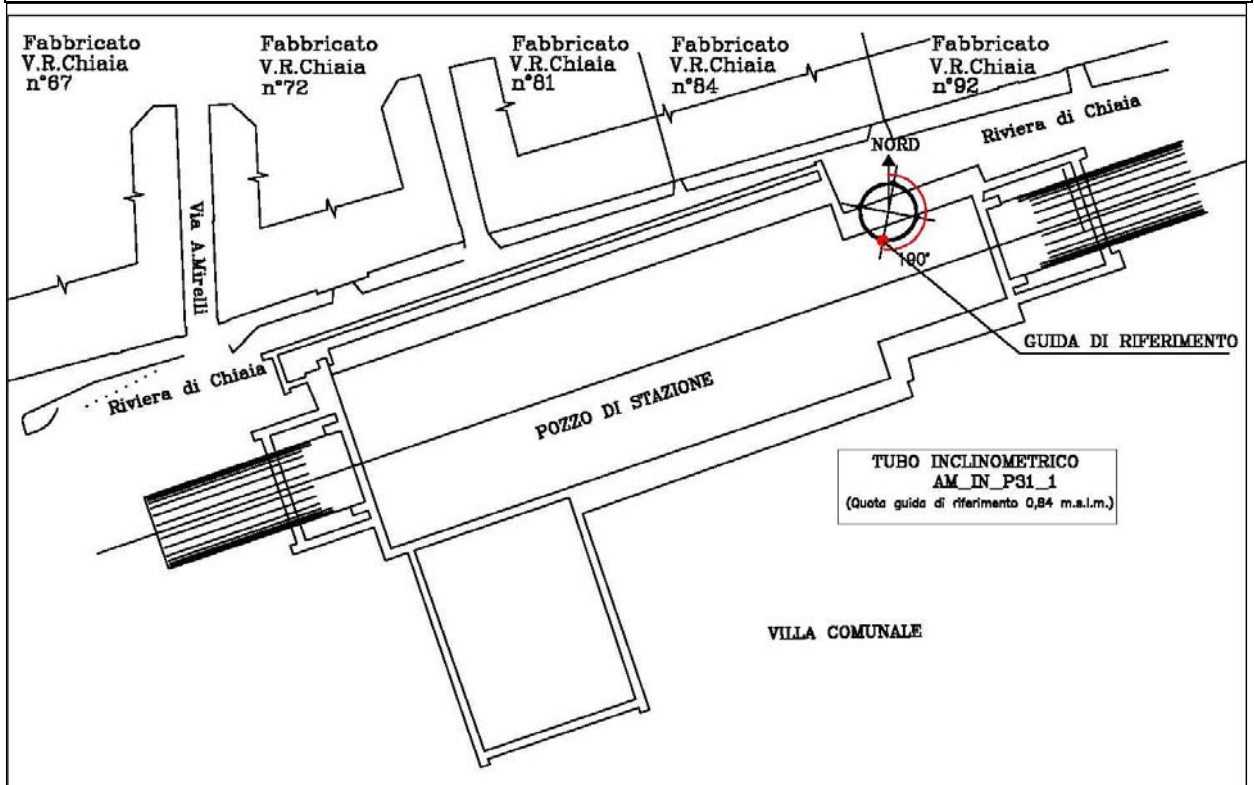 Fabbricato
V.R.Chiaia
n°67
Fabbricato
V.R.Chiaia
n°72
Fabbricato
V.R.Chiaia
n°81
Fabbricato
V.R.Chiaia
n°84
Fabbricato
V.R.Chiaia
n°92
Riviera di Chiaia
NORD
190°
Via A.Mirelli
GUIDA DI RIFERIMENTO
Riviera di Chiaia
POZZO DI STAZIONE
TUBO INCLINOMETRICO
AM_IN_P31_1
(Quota guida di riferimento 0,84 m.s.l.m.)
VILLA COMUNALE